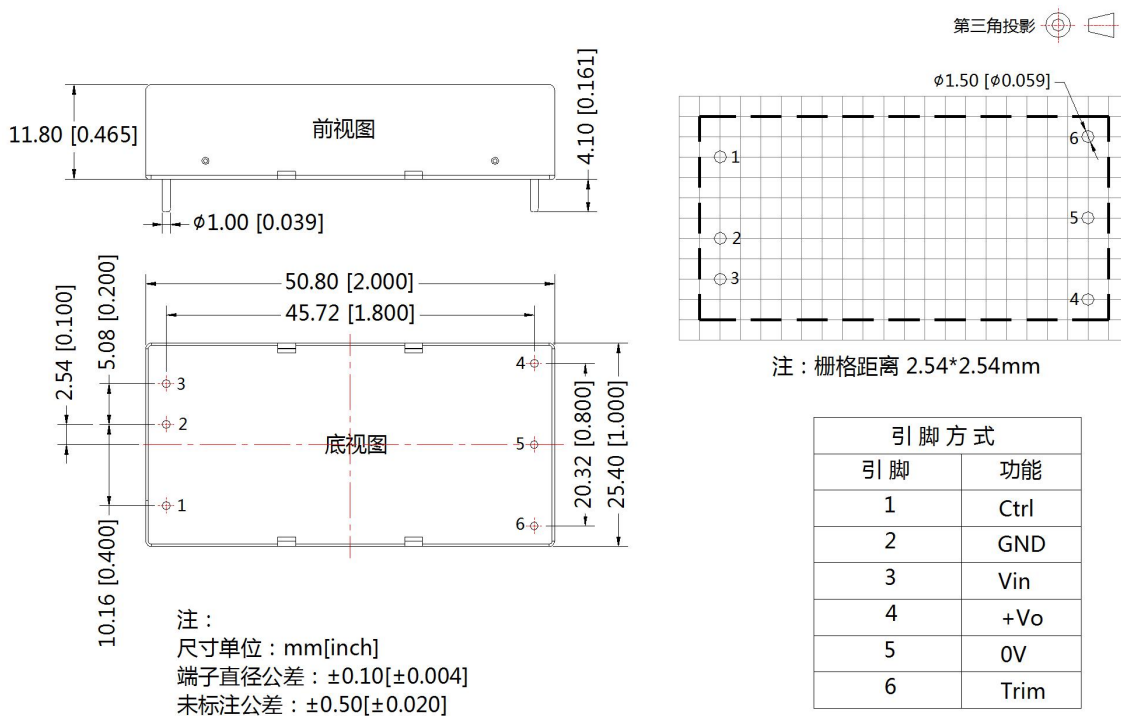 第三角投影
ϕ1.50 [ϕ0.059]
11.80 [0.465]
前视图
4.10 [0.161]
ϕ1.00 [0.039]
1
2
3
6
5
4
注：栅格距离 2.54*2.54mm
50.80 [2.000]
45.72 [1.800]
2.54 [0.100]
5.08 [0.200]
10.16 [0.400]
3
2
1
底视图
4
5
6
20.32 [0.800]
25.40 [1.000]
引脚方式
引脚 功能
1 Ctrl
2 GND
3 Vin
4 +Vo
5 0V
6 Trim
注：
尺寸单位：mm[inch]
端子直径公差：±0.10[±0.004]
未标注公差：±0.50[±0.020]